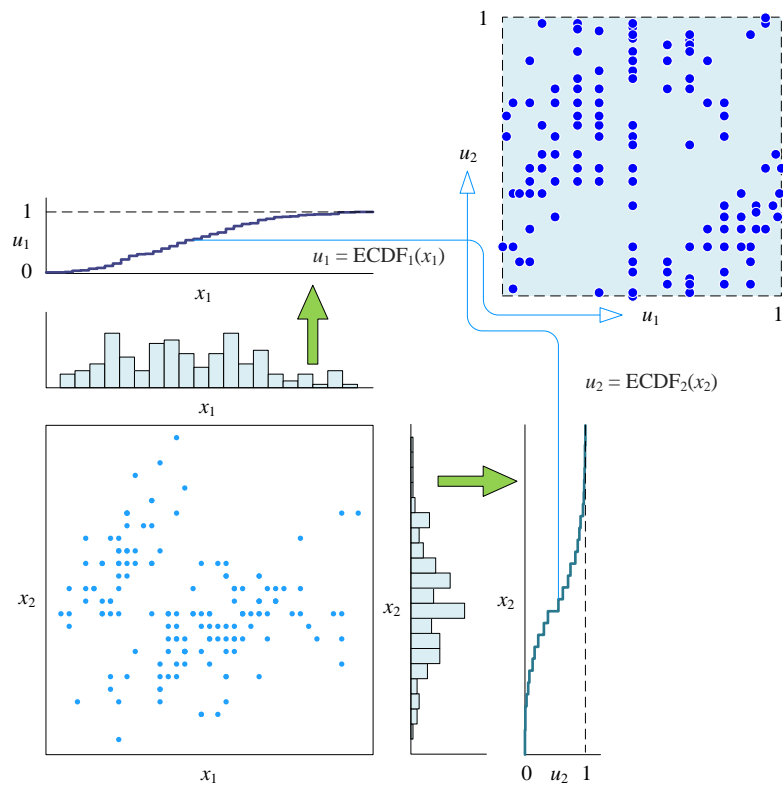 1
u₂
1
u₁
0
u₁ = ECDF₁(x₁)
x₁
u₁
1
u₂ = ECDF₂(x₂)
x₁
x₂
x₂
x₂
x₁
0 u₂ 1